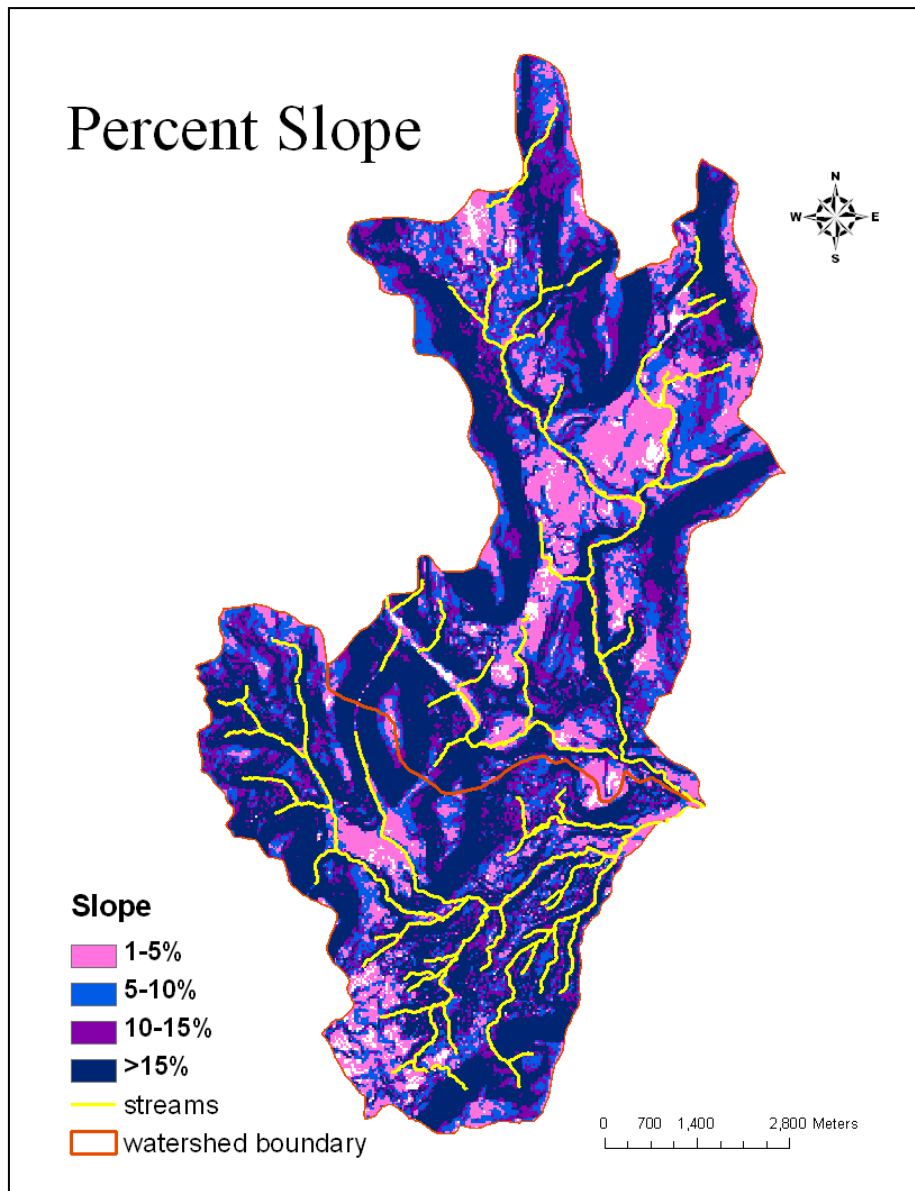 Percent Slope
N
W E
S
Slope
1-5%
5-10%
10-15%
>15%
streams
watershed boundary
0 700 1,400 2,800 Meters